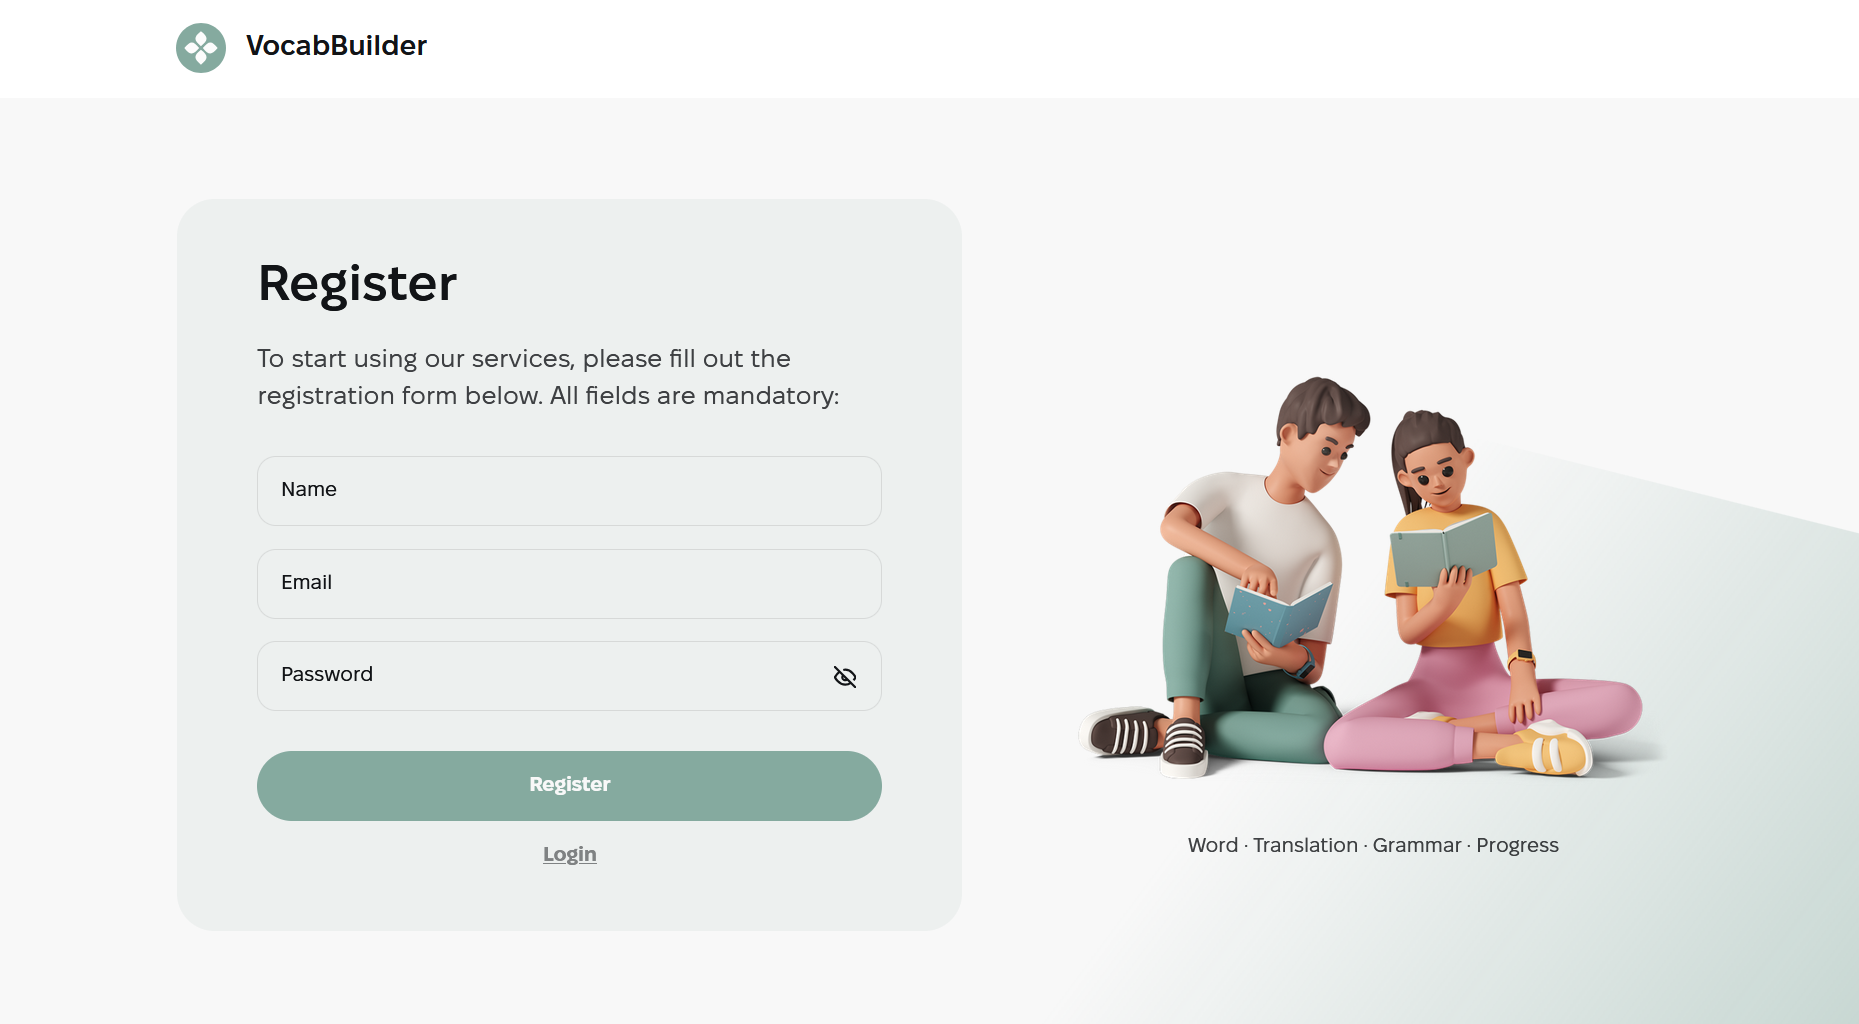 VocabBuilder
Register
To start using our services, please fill out the
registration form below. All fields are mandatory:
Name
Email
Password
Register
Login
Word · Translation · Grammar · Progress